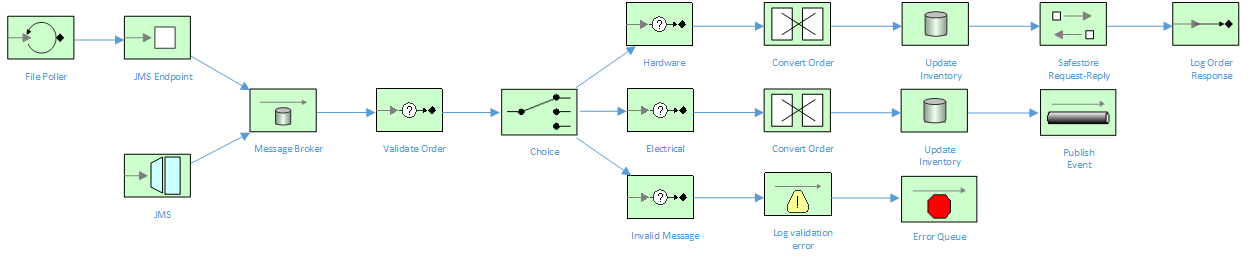 File Poller
JMS Endpoint
Hardware
Convert Order
Update
Inventory
Safestore
Request-Reply
Log Order
Response
Message Broker
Validate Order
Choice
Electrical
Convert Order
Update
Inventory
Publish
Event
JMS
Invalid Message
Log validation
error
Error Queue